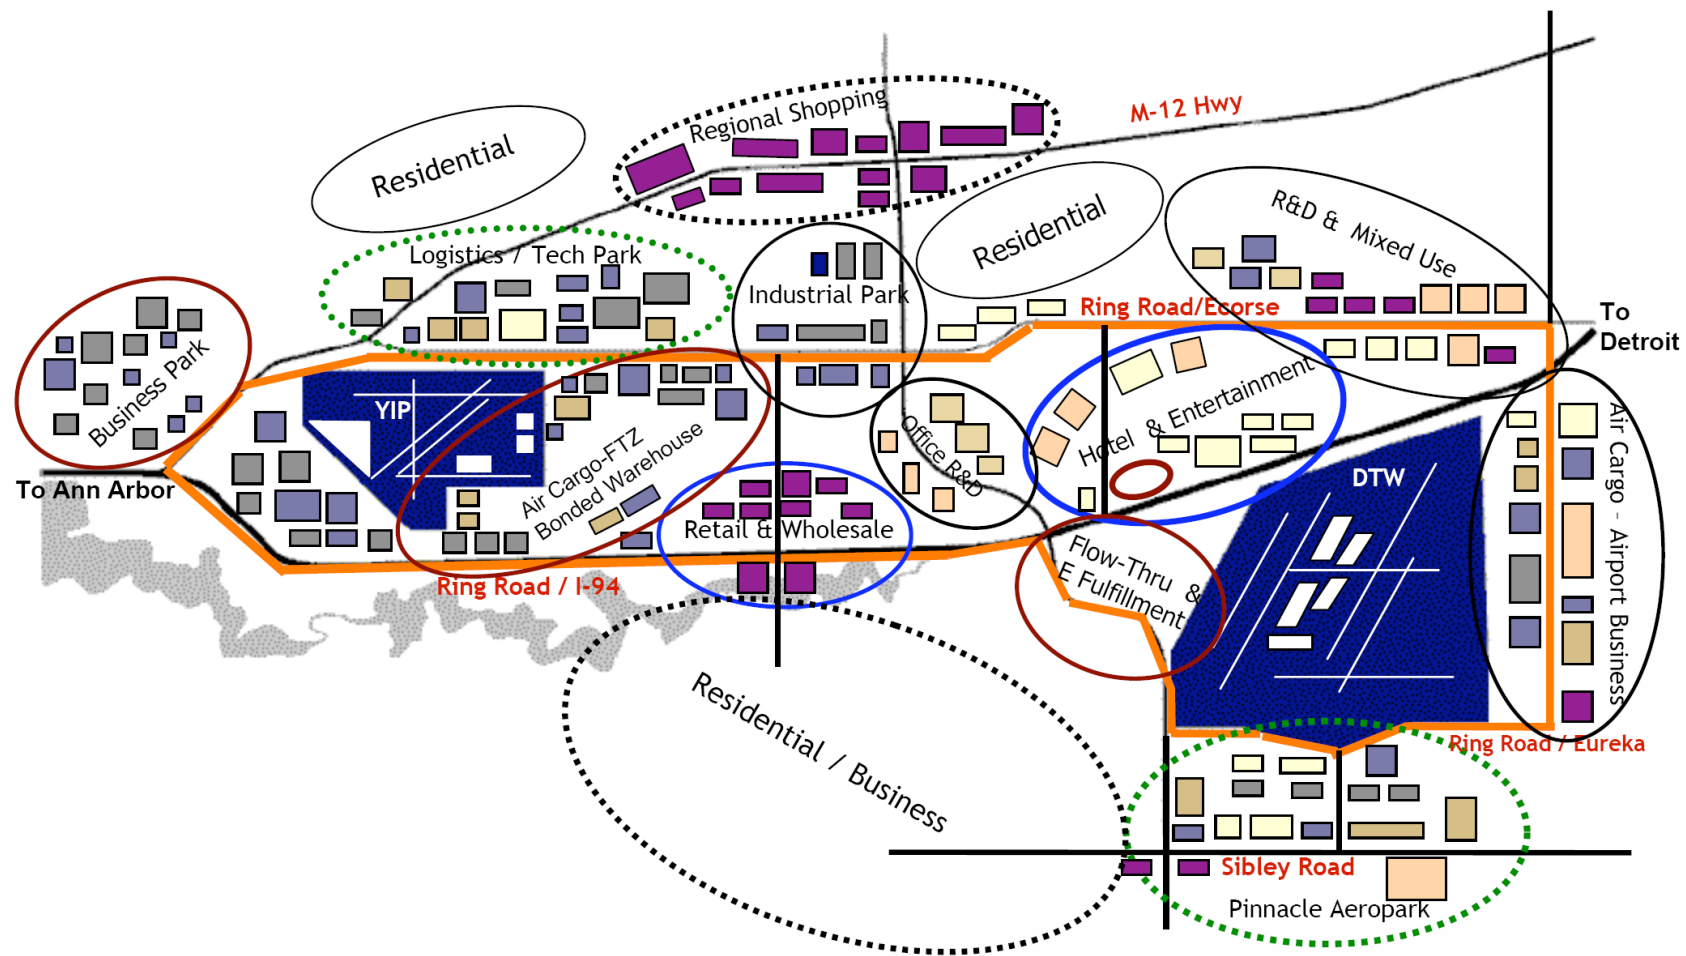 Regional Shopping
M-12 Hwy
Residential
Residential
R&D & Mixed Use
Logistics / Tech Park
Industrial Park
Ring Road/Ecorse
To
Detroit
Business Park
YIP
Air Cargo-FTZ
Bonded Warehouse
Office R&D
Hotel & Entertainment
DTW
Air Cargo - Airport Business
To Ann Arbor
Retail & Wholesale
Flow-Thru &
E Fulfillment
Ring Road / I-94
Residential / Business
Ring Road / Eureka
Sibley Road
Pinnacle Aeropark